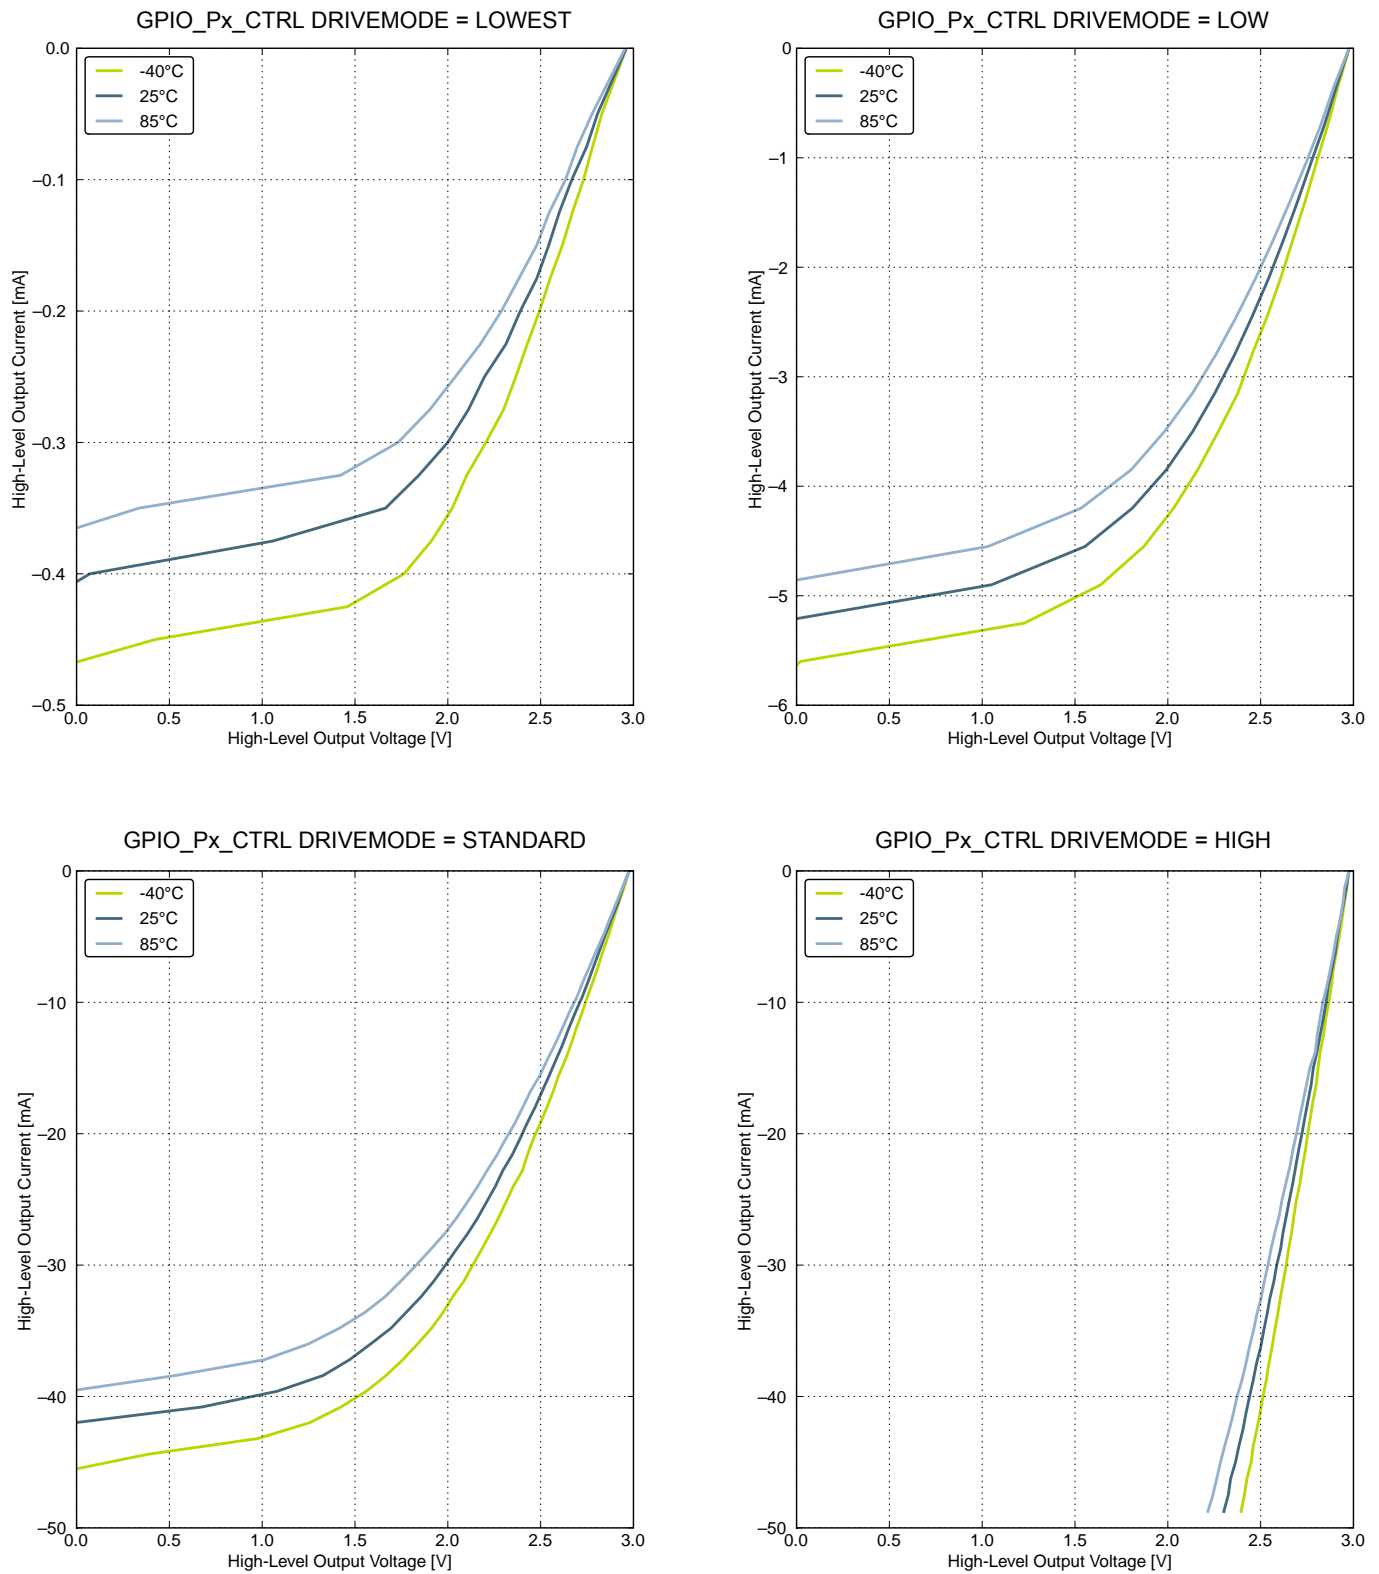 GPIO_Px_CTRL DRIVEMODE = LOWEST
0.0
–0.1
–0.2
–0.3
–0.4
–0.5
High-Level Output Current [mA]
-40°C
25°C
85°C
0.0 0.5 1.0 1.5 2.0 2.5 3.0
High-Level Output Voltage [V]
GPIO_Px_CTRL DRIVEMODE = LOW
0
–1
–2
–3
–4
–5
–6
High-Level Output Current [mA]
-40°C
25°C
85°C
0.0 0.5 1.0 1.5 2.0 2.5 3.0
High-Level Output Voltage [V]
GPIO_Px_CTRL DRIVEMODE = STANDARD
0
–10
–20
–30
–40
–50
High-Level Output Current [mA]
-40°C
25°C
85°C
0.0 0.5 1.0 1.5 2.0 2.5 3.0
High-Level Output Voltage [V]
GPIO_Px_CTRL DRIVEMODE = HIGH
0
–10
–20
–30
–40
–50
High-Level Output Current [mA]
-40°C
25°C
85°C
0.0 0.5 1.0 1.5 2.0 2.5 3.0
High-Level Output Voltage [V]